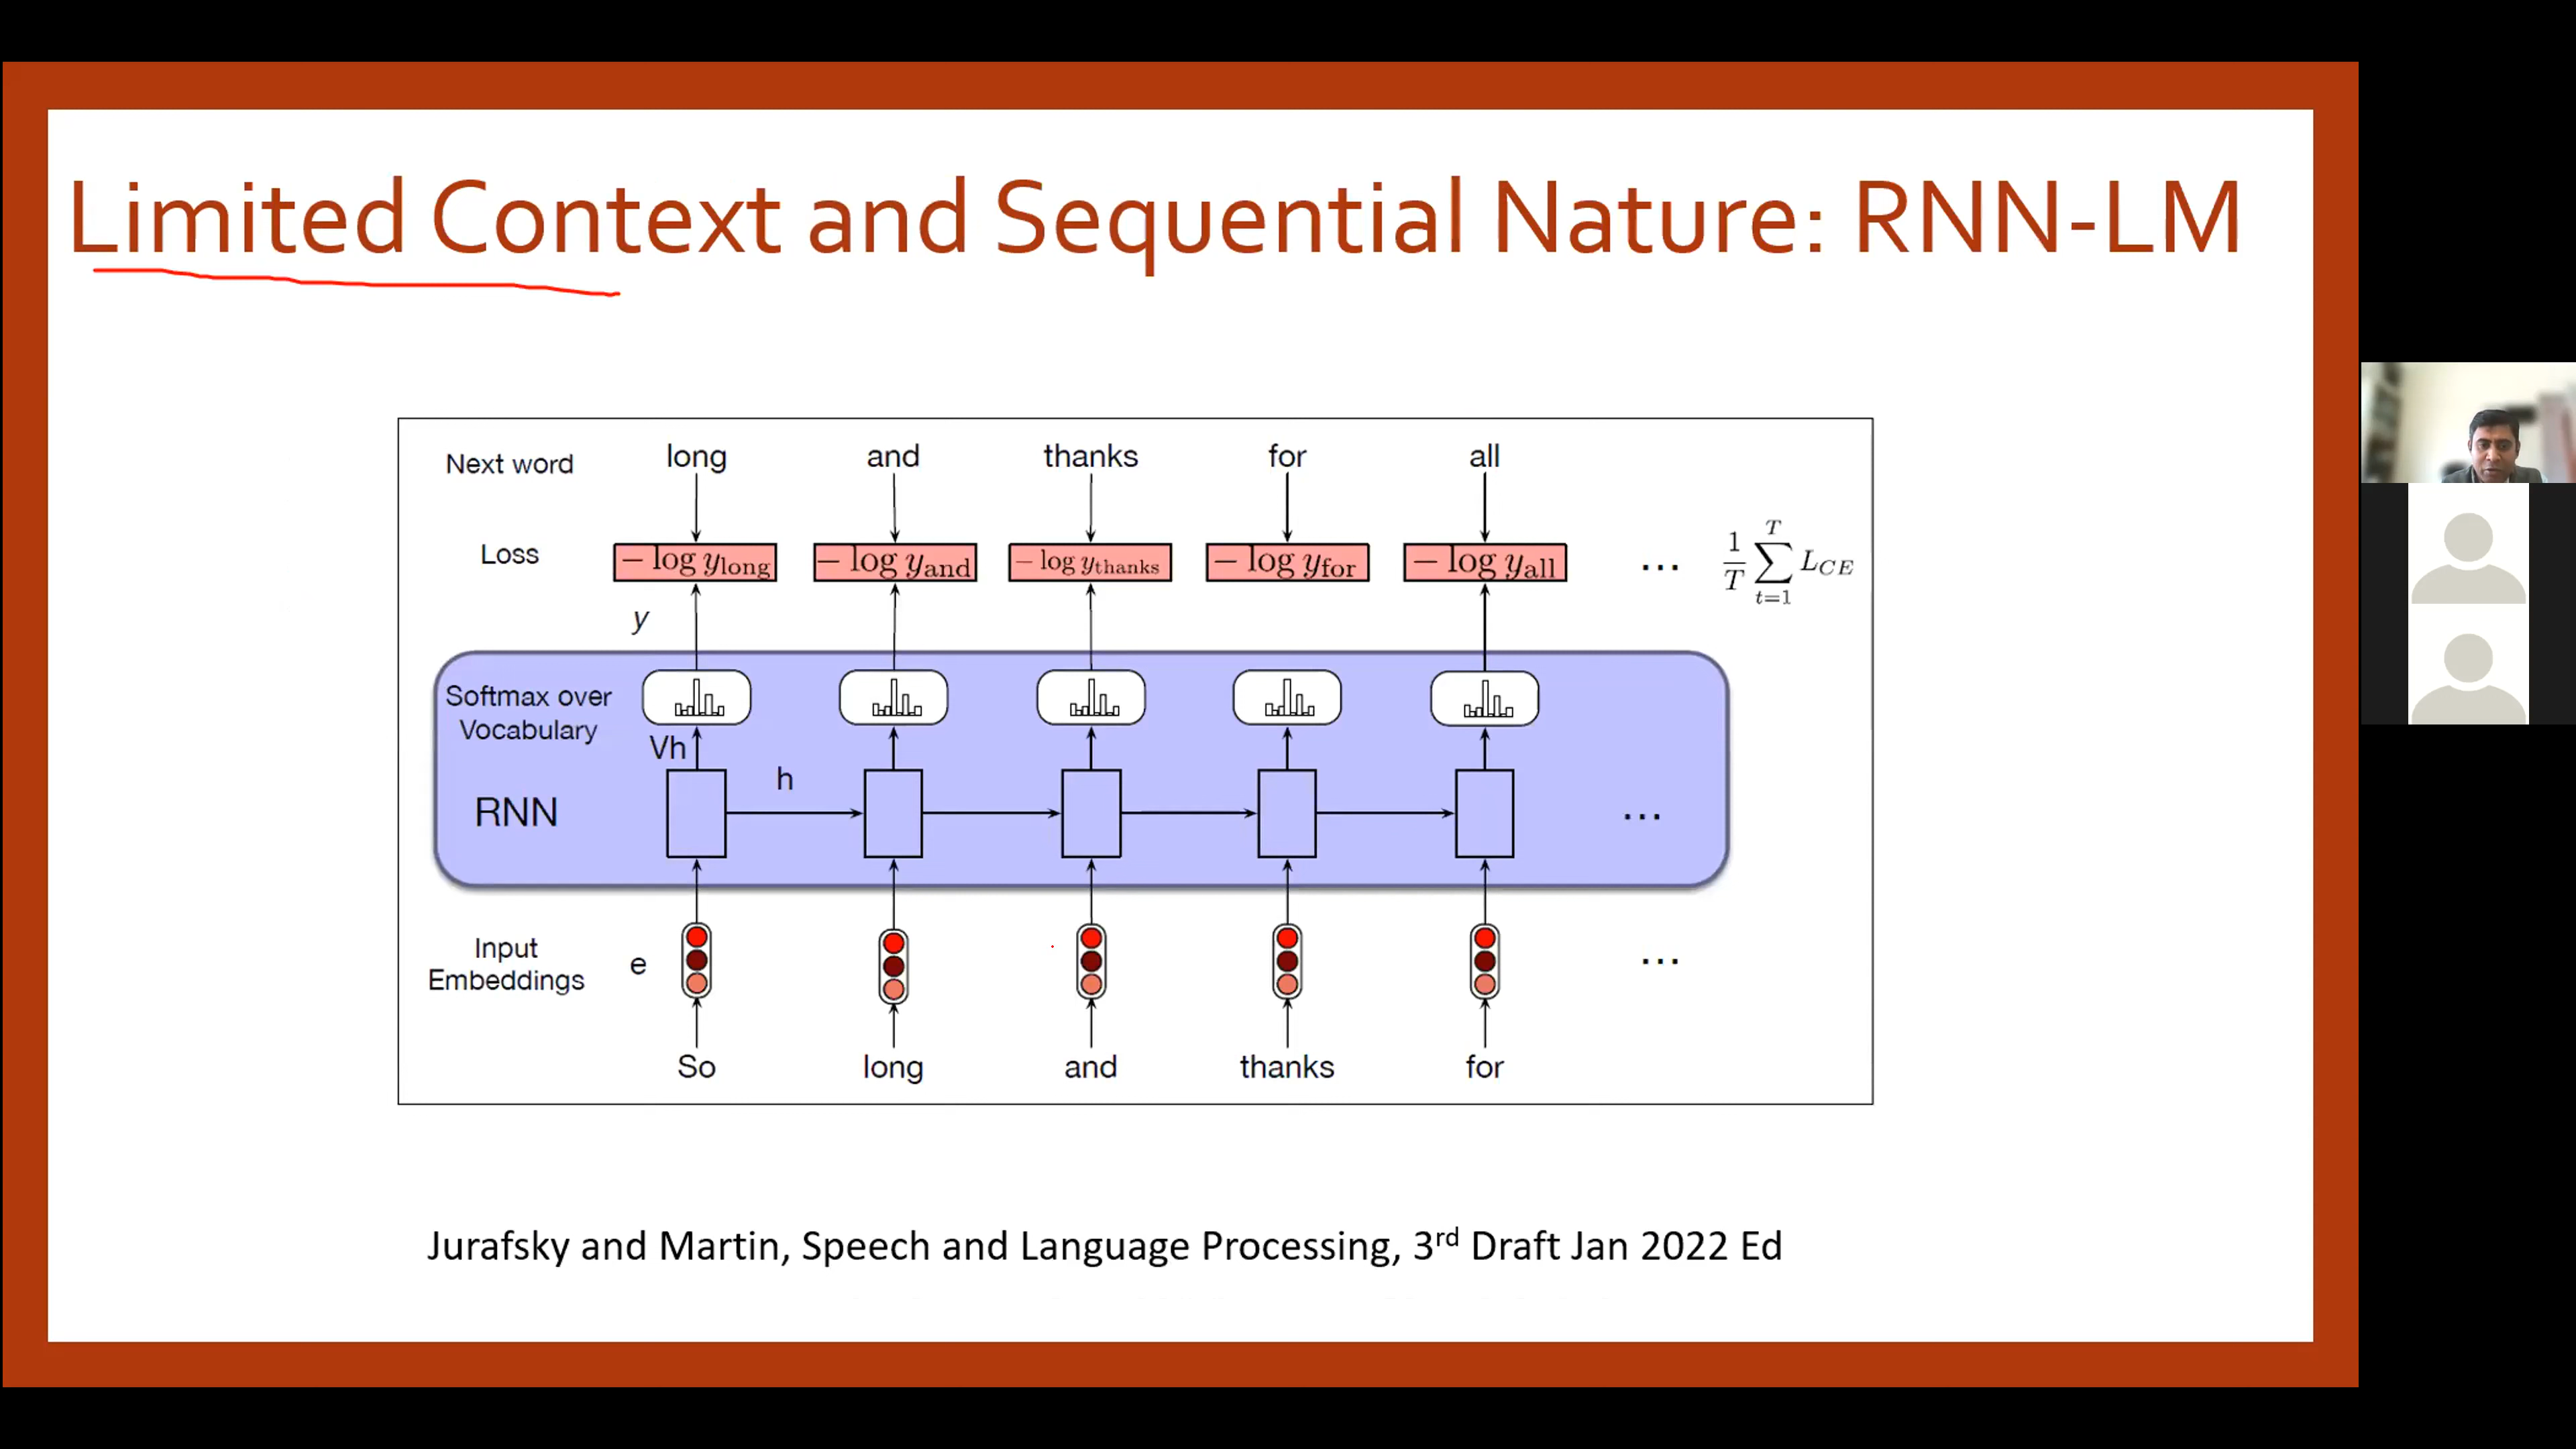 Limited Context and Sequential Nature: RNN-LM
Next word long and thanks for all
Loss − log y_long − log y_and − log y_thanks − log y_for − log y_all ... 1/T ∑_{t=1}^{T} L_CE
y
Softmax over
Vocabulary
Vh
h
RNN ...
Input
Embeddings e ...
So long and thanks for
Jurafsky and Martin, Speech and Language Processing, 3rd Draft Jan 2022 Ed